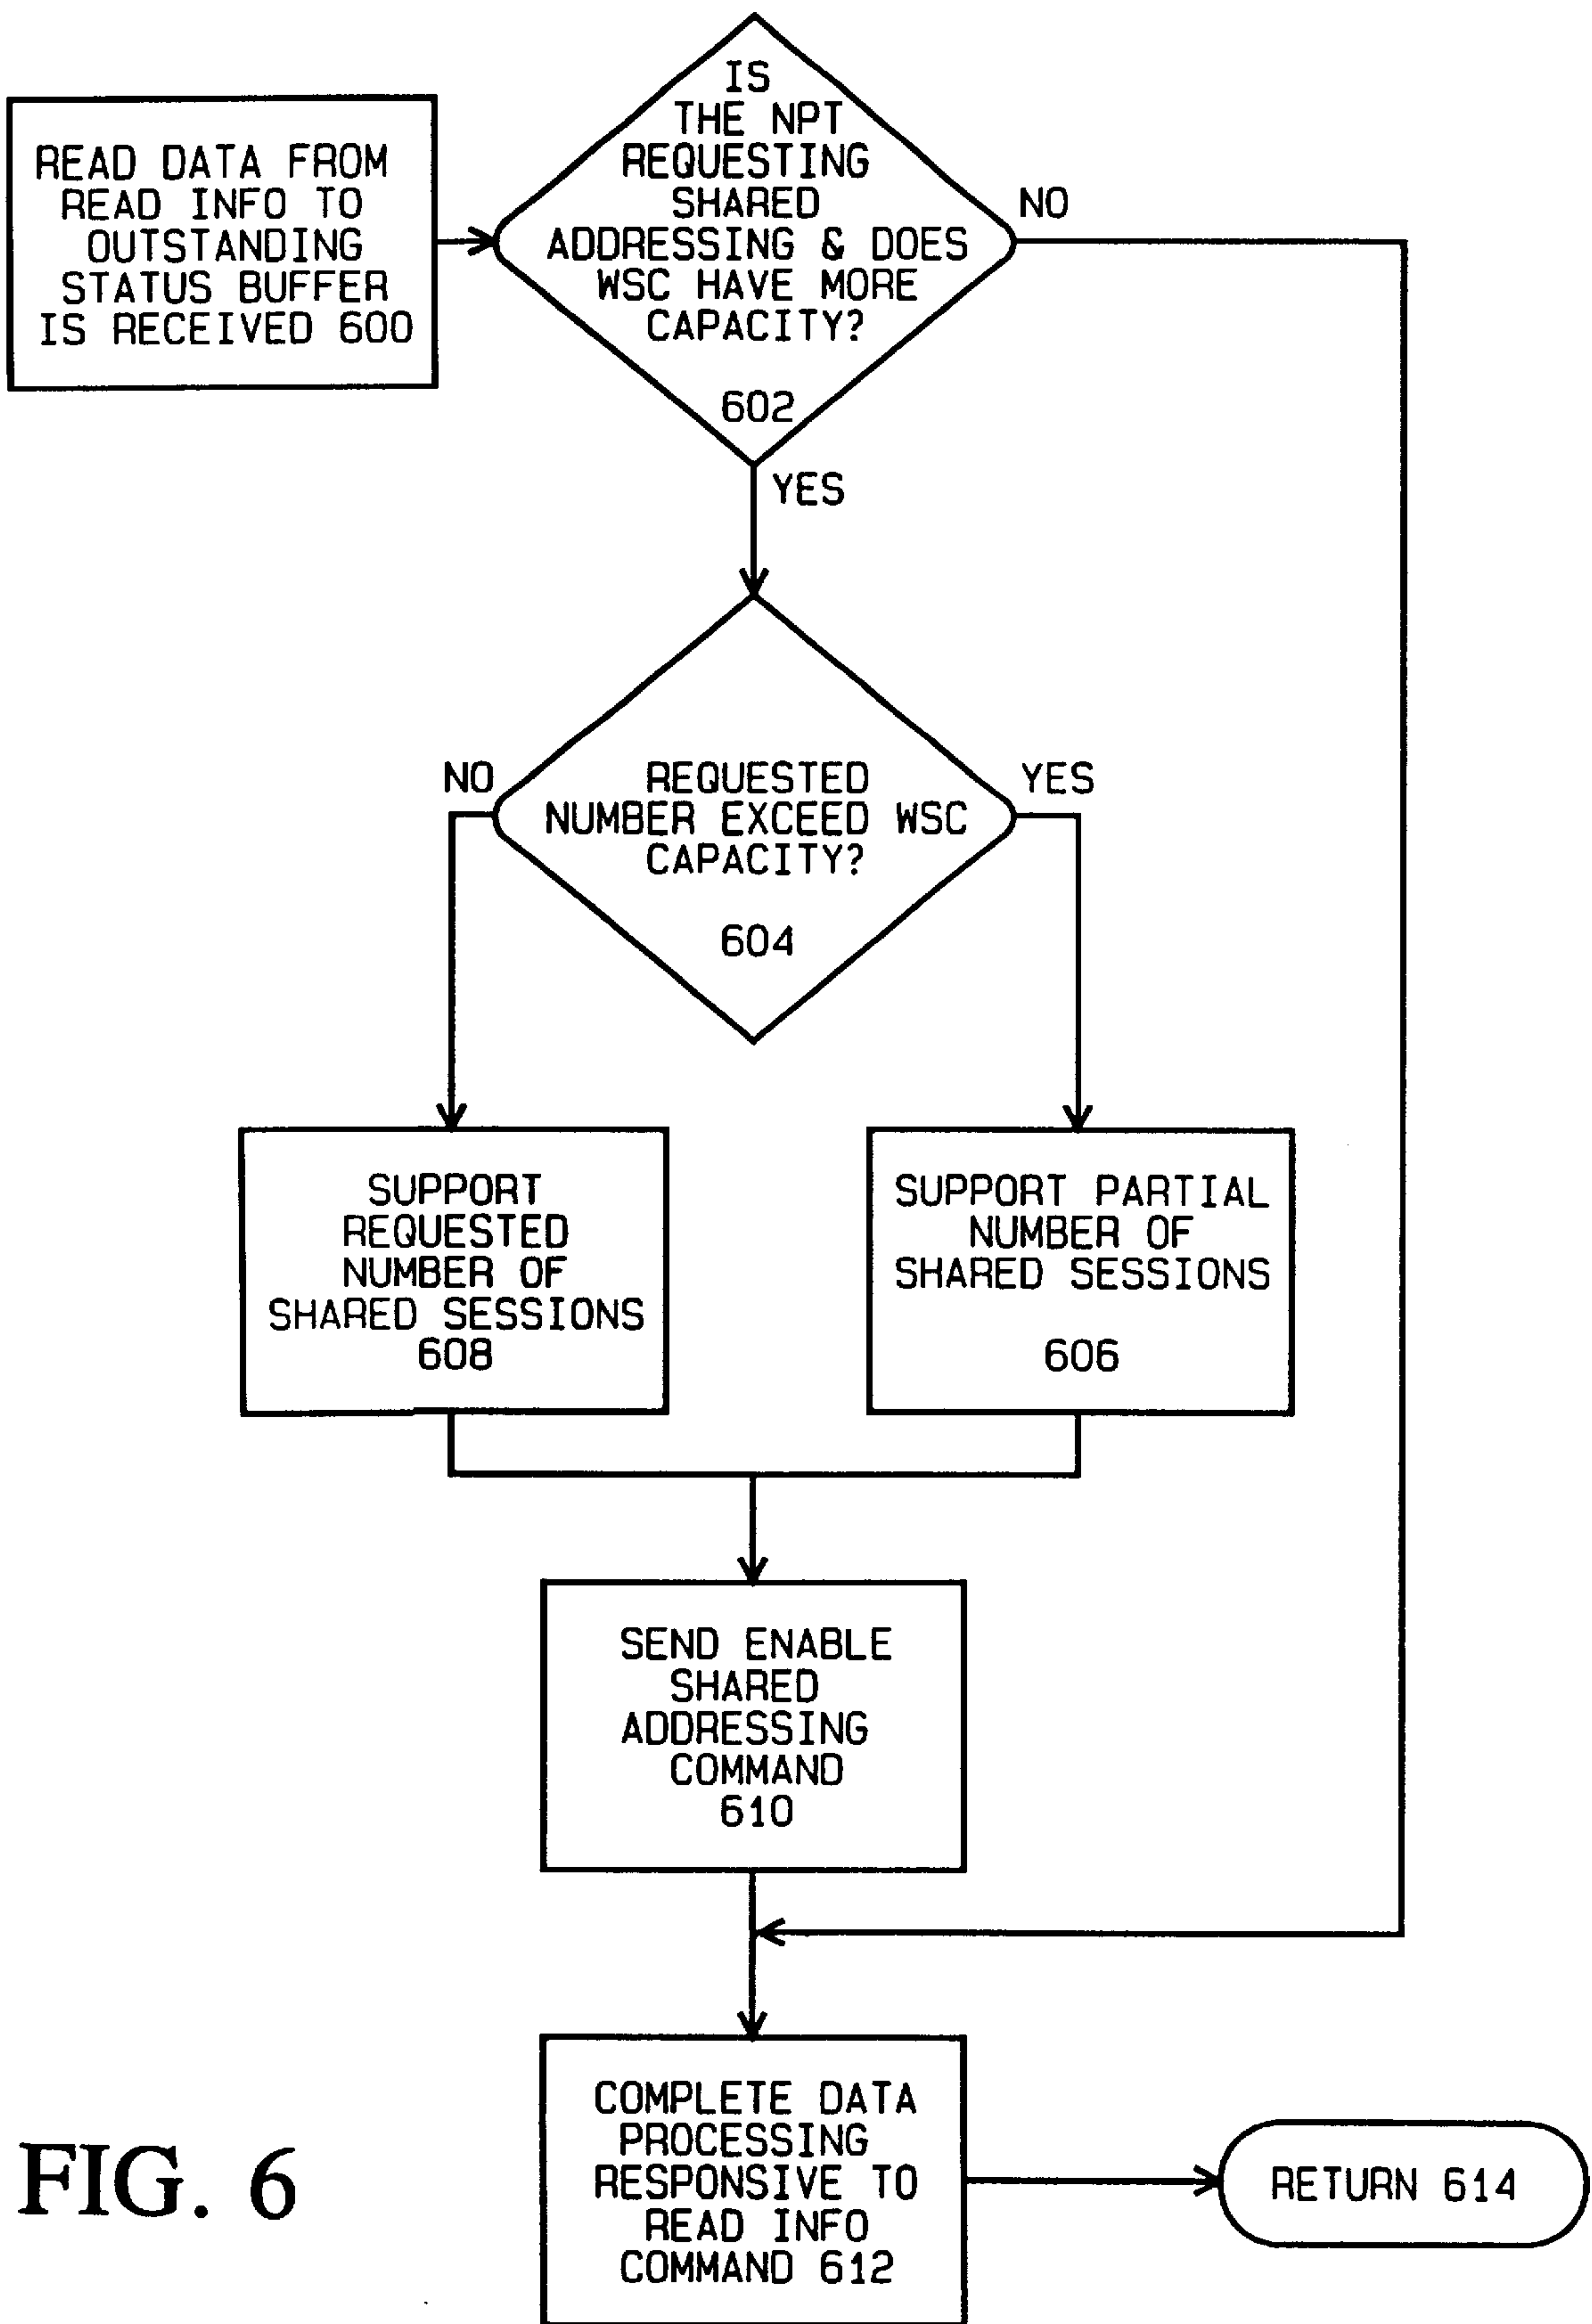 READ DATA FROM
READ INFO TO
OUTSTANDING
STATUS BUFFER
IS RECEIVED 600
IS
THE NPT
REQUESTING
SHARED
ADDRESSING & DOES
WSC HAVE MORE
CAPACITY?
602
NO
YES
REQUESTED
NUMBER EXCEED WSC
CAPACITY?
604
NO
YES
SUPPORT
REQUESTED
NUMBER OF
SHARED SESSIONS
608
SUPPORT PARTIAL
NUMBER OF
SHARED SESSIONS
606
SEND ENABLE
SHARED
ADDRESSING
COMMAND
610
COMPLETE DATA
PROCESSING
RESPONSIVE TO
READ INFO
COMMAND 612
RETURN 614
FIG. 6